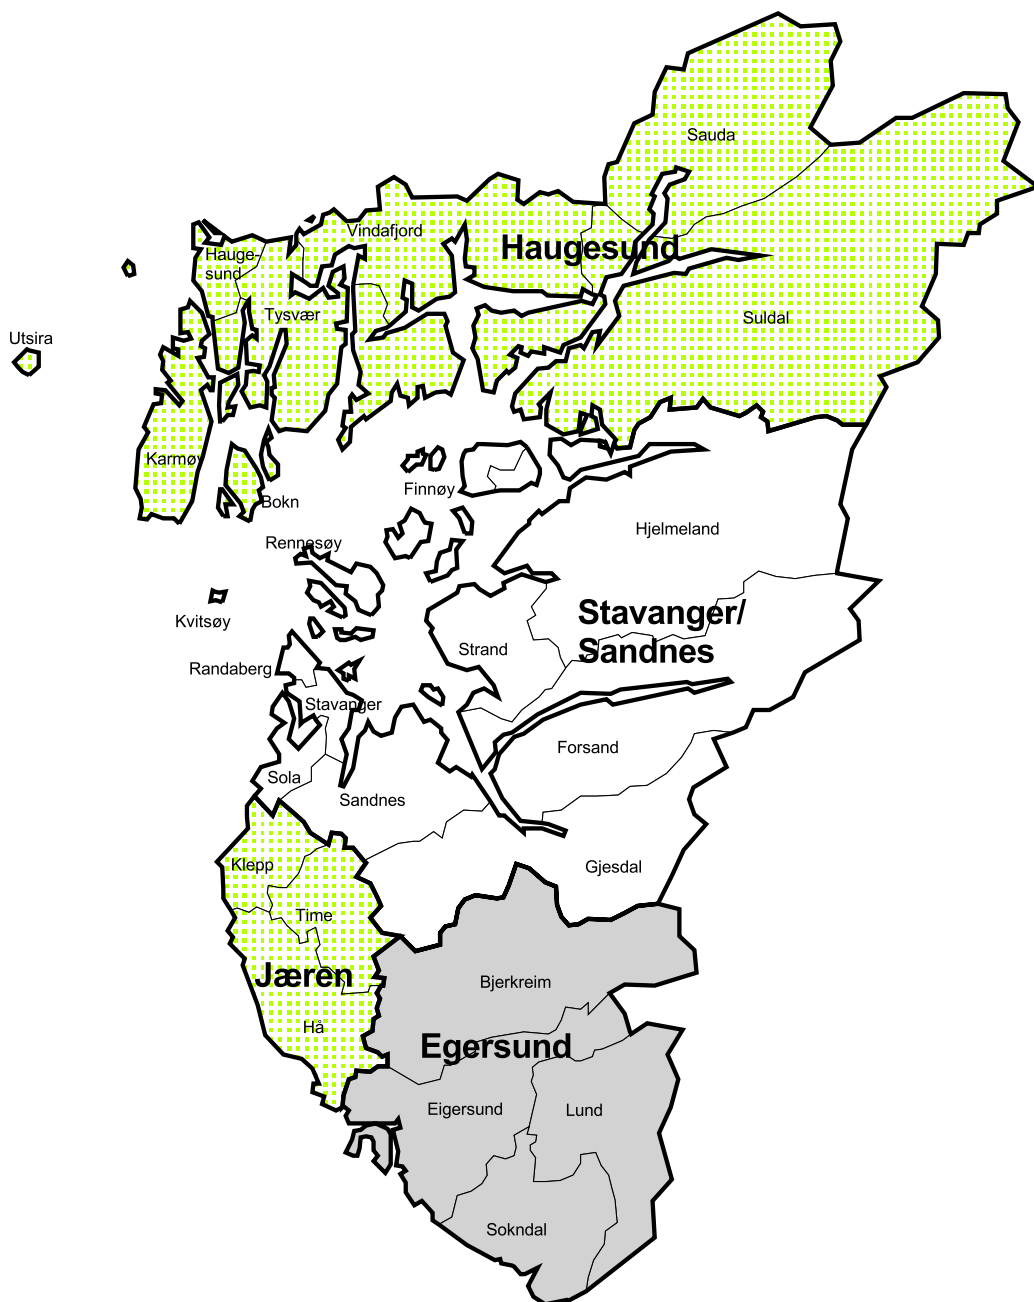 Sauda
Vindafjord
Haugesund
Hauge-
sund
Tysvær
Suldal
Utsira
Karmøy
Finnøy
Bokn
Hjelmeland
Rennesøy
Kvitsøy
Stavanger/
Sandnes
Strand
Randaberg
Stavanger
Forsand
Sola
Sandnes
Klepp
Gjesdal
Time
Jæren
Bjerkreim
Hå
Egersund
Eigersund
Lund
Sokndal